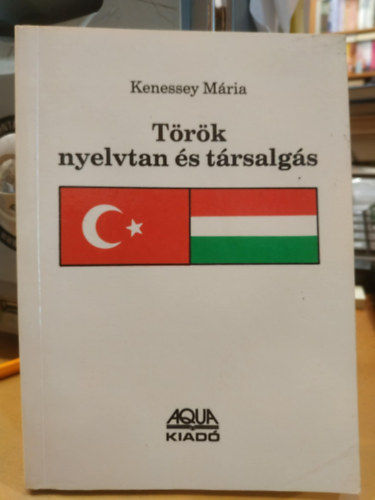 Kenessey Mária
Török
nyelvtan és társalgás
AQUA
KIADÓ